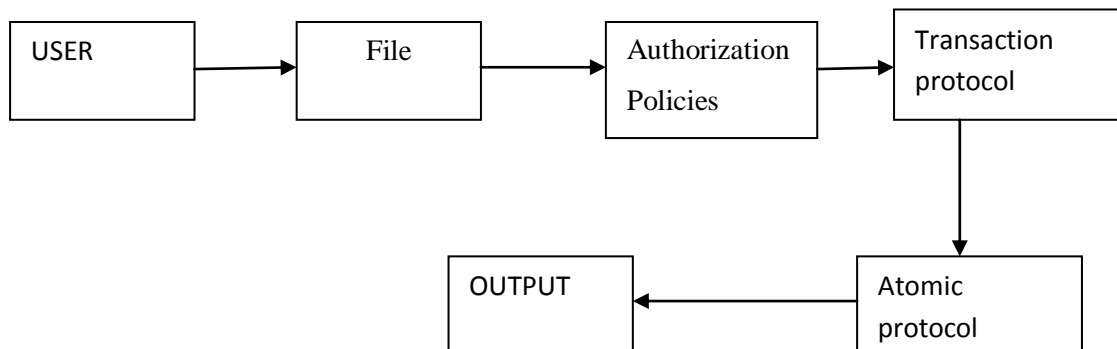 USER
File
Authorization
Policies
Transaction
protocol
OUTPUT
Atomic
protocol